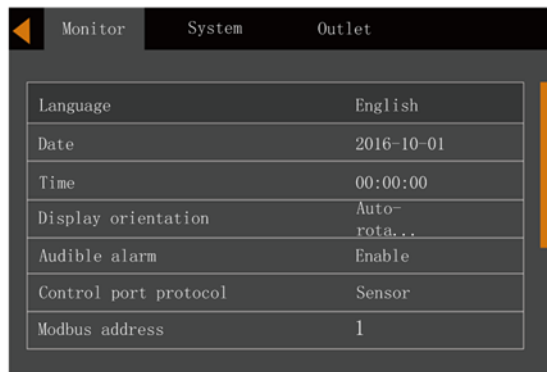 Monitor System Outlet
Language English
Date 2016-10-01
Time 00:00:00
Display orientation Auto-
rota...
Audible alarm Enable
Control port protocol Sensor
Modbus address 1